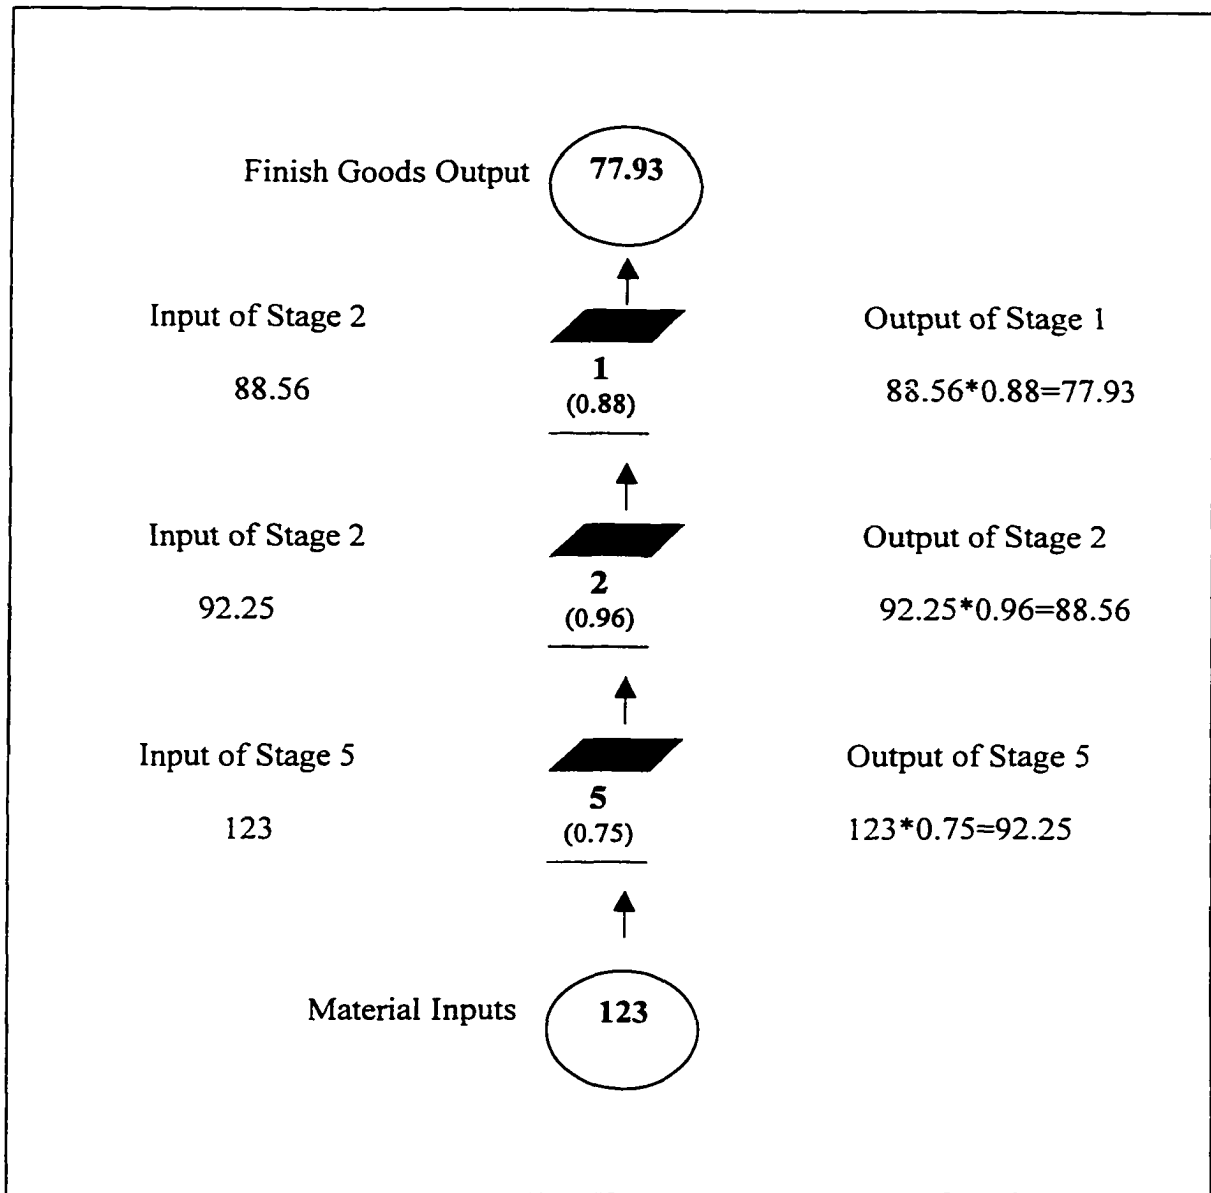 Finish Goods Output 77.93
Input of Stage 2 Output of Stage 1
88.56 1 88.56*0.88=77.93
(0.88)
Input of Stage 2 Output of Stage 2
92.25 2 92.25*0.96=88.56
(0.96)
Input of Stage 5 Output of Stage 5
123 5 123*0.75=92.25
(0.75)
Material Inputs 123